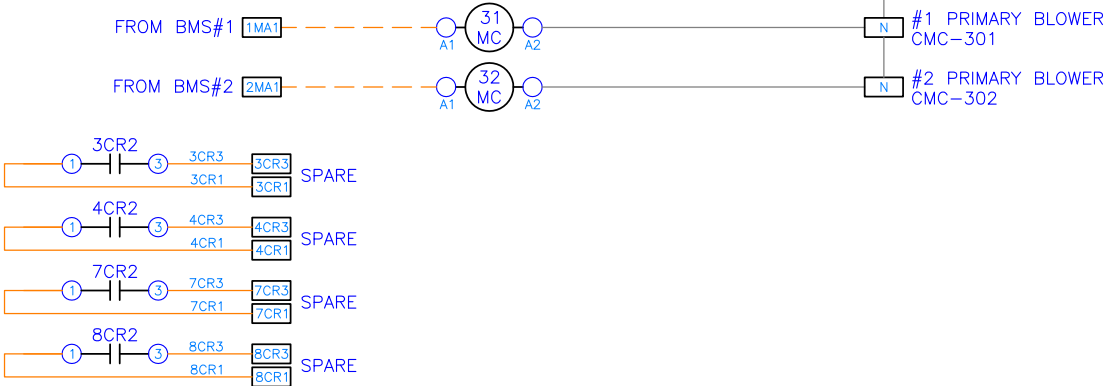 FROM BMS#1 1MA1 A1 31 MC A2 N #1 PRIMARY BLOWER
CMC-301
FROM BMS#2 2MA1 A1 32 MC A2 N #2 PRIMARY BLOWER
CMC-302
3CR2
1 3 3CR3 3CR3
3CR1 3CR1 SPARE
4CR2
1 3 4CR3 4CR3
4CR1 4CR1 SPARE
7CR2
1 3 7CR3 7CR3
7CR1 7CR1 SPARE
8CR2
1 3 8CR3 8CR3
8CR1 8CR1 SPARE